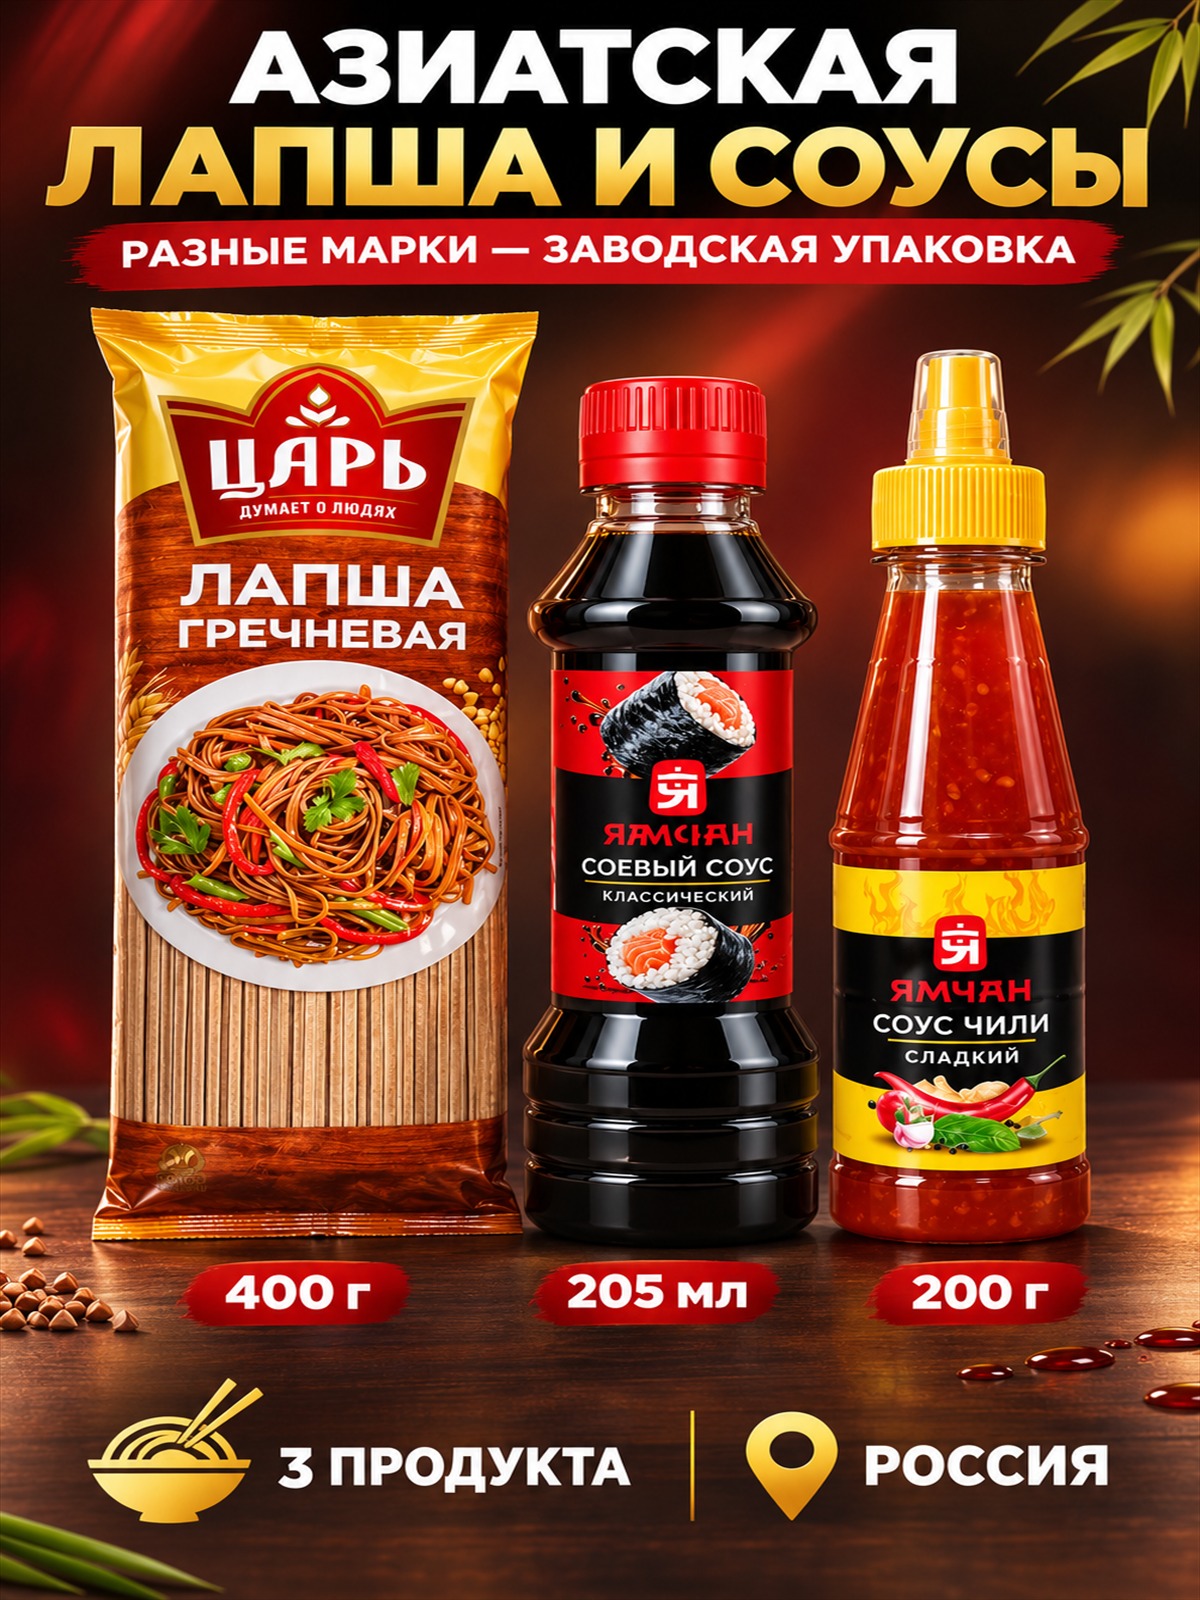 АЗИАТСКАЯ
ЛАПША И СОУСЫ
РАЗНЫЕ МАРКИ — ЗАВОДСКАЯ УПАКОВКА
ЦАРЬ
ДУМАЕТ О ЛЮДЯХ
ЛАПША
ГРЕЧНЕВАЯ
Я
ЯМЧАН
СОЕВЫЙ СОУС
КЛАССИЧЕСКИЙ
Я
ЯМЧАН
СОУС ЧИЛИ
СЛАДКИЙ
400 г
205 мл
200 г
3 ПРОДУКТА
РОССИЯ